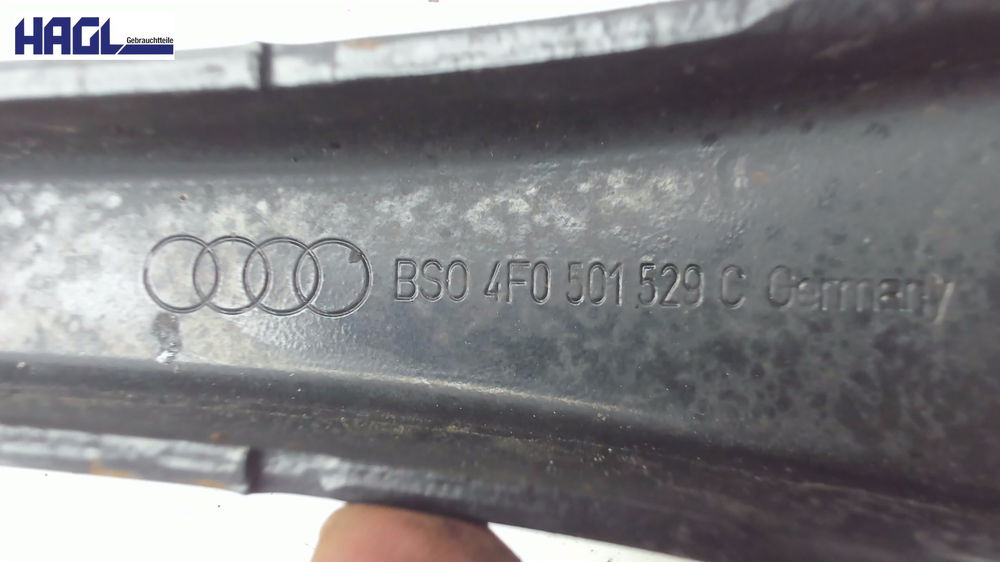 HAGL
Gebrauchtteile
BSO 4F0 501 529 C Germany